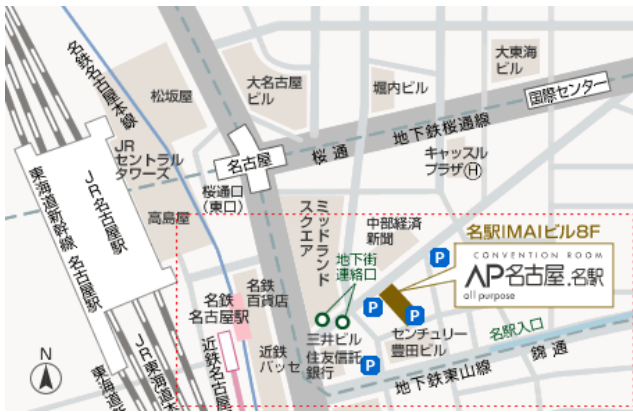 名鉄名古屋本線
松坂屋
大名古屋
ビル
堀内ビル
大東海
ビル
国際センター
地下鉄桜通線
桜通
名古屋
キャッスル
プラザH
JR
セントラル
タワーズ
桜通口
(東口)
高島屋
JR名古屋駅
東海道新幹線 名古屋駅
ミッドランド
スクエア
中部経済
新聞
地下街
連絡口
名鉄
百貨店
名鉄
名古屋駅
近鉄名古屋駅
近鉄
パッセ
三井ビル
住友信託
銀行
センチュリー
豊田ビル
名駅IMAIビル8F
CONVENTION ROOM
AP名古屋.名駅
all purpose
P
P
P
P
名駅入口
錦通
地下鉄東山線
N
東海道新幹線
JR東海道本線